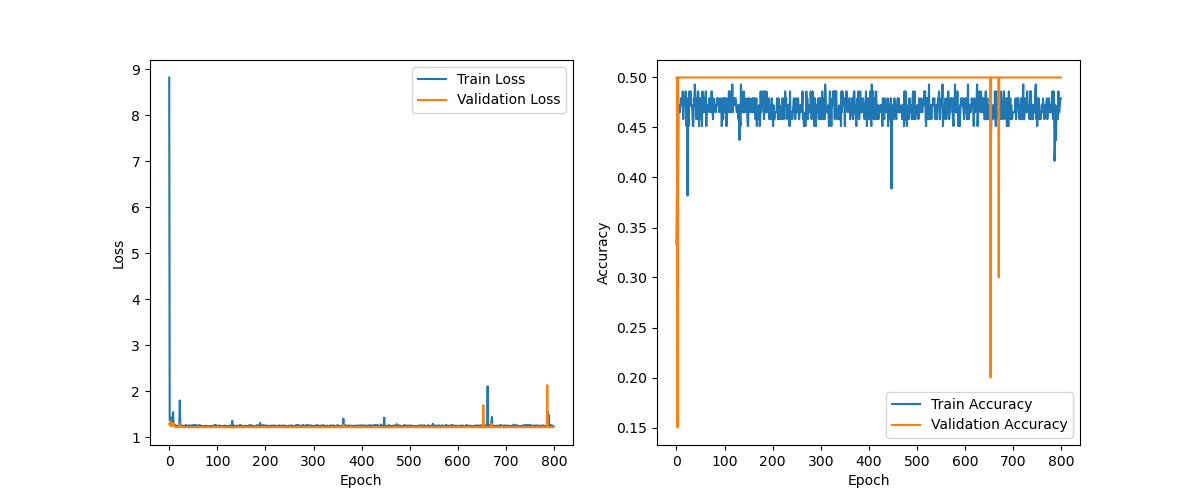 9
8
7
6
5
4
3
2
1
Loss
0 100 200 300 400 500 600 700 800
Epoch
Train Loss
Validation Loss
0.50
0.45
0.40
0.35
0.30
0.25
0.20
0.15
Accuracy
0 100 200 300 400 500 600 700 800
Epoch
Train Accuracy
Validation Accuracy